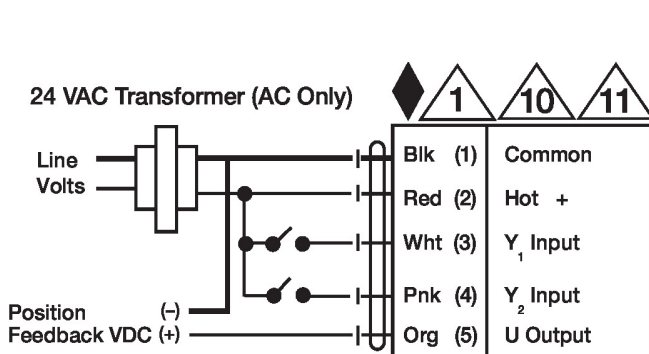 24 VAC Transformer (AC Only)
1 10 11
Line
Volts
Blk (1) Common
Red (2) Hot +
Wht (3) Y1 Input
Pnk (4) Y2 Input
Position (-)
Feedback VDC (+)
Org (5) U Output